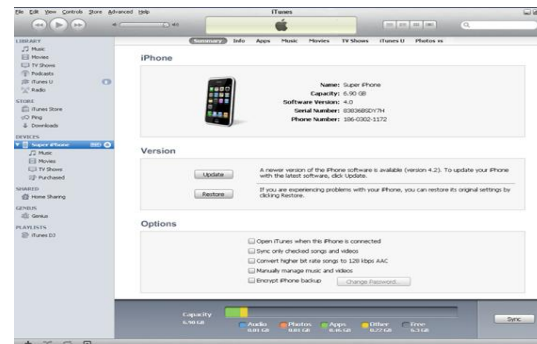 File Edit View Controls Store Advanced Help
iTunes
LIBRARY
Music
Movies
TV Shows
Podcasts
iTunes U
Radio
STORE
iTunes Store
Ping
Downloads
DEVICES
Super iPhone
Music
Movies
TV Shows
Purchased
SHARED
Home Sharing
GENIUS
Genius
PLAYLISTS
iTunes DJ
Summary Info Apps Music Movies TV Shows iTunes U Photos
iPhone
Name: Super iPhone
Capacity: 6.90 GB
Software Version: 4.0
Serial Number:
Phone Number: 186-0302-1172
Version
Update
A newer version of the iPhone software is available (version 4.2). To update your iPhone
with the latest software, click Update.
Restore
If you are experiencing problems with your iPhone, you can restore its original settings by
clicking Restore.
Options
Open iTunes when this iPhone is connected
Sync only checked songs and videos
Convert higher bit rate songs to 128 kbps AAC
Manually manage music and videos
Encrypt iPhone backup
Change Password...
Capacity
6.90 GB
Audio
Photos
Apps
Other
Free
Sync